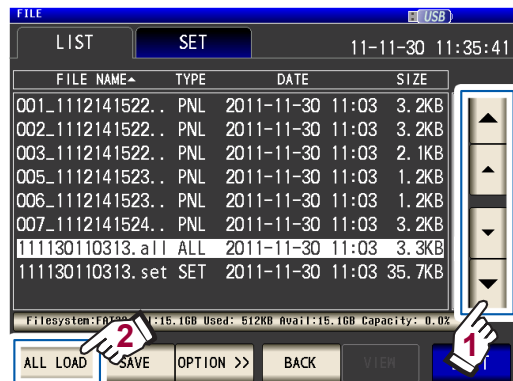 FILE USB
LIST SET 11-11-30 11:35:41
FILE NAME TYPE DATE SIZE
001_1112141522.. PNL 2011-11-30 11:03 3.2KB
002_1112141522.. PNL 2011-11-30 11:03 3.2KB
003_1112141522.. PNL 2011-11-30 11:03 2.1KB
005_1112141523.. PNL 2011-11-30 11:03 1.2KB
006_1112141523.. PNL 2011-11-30 11:03 1.2KB
007_1112141524.. PNL 2011-11-30 11:03 3.2KB
111130110313.all ALL 2011-11-30 11:03 3.3KB
111130110313.set SET 2011-11-30 11:03 35.7KB
:15.1GB Used: 512KB Avail:15.1GB Capacity: 0.0%
2 1
ALL LOAD SAVE OPTION >> BACK VIEW